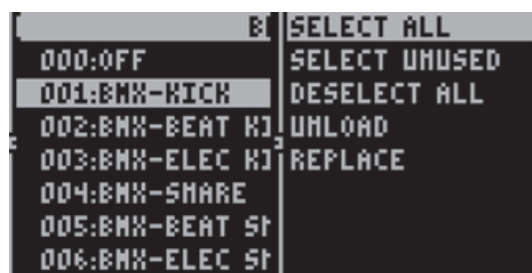 SELECT ALL
000:OFF
SELECT UNUSED
001:BMX-KICK
DESELECT ALL
002:BMX-BEAT
UNLOAD
003:BMX-ELEC
REPLACE
004:BMX-SNARE
005:BMX-BEAT
006:BMX-ELEC